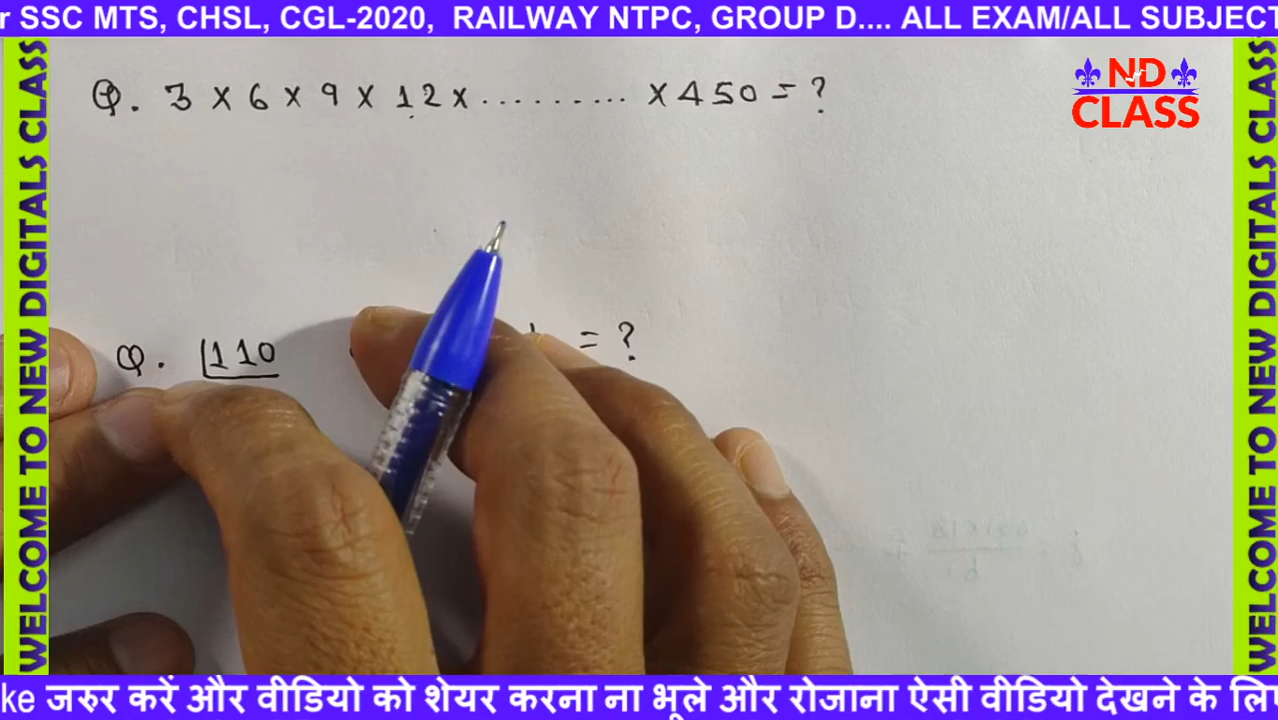 r SSC MTS, CHSL, CGL-2020, RAILWAY NTPC, GROUP D.... ALL EXAM/ALL SUBJECT
WELCOME TO NEW DIGITALS CLASS
ND
CLASS
Q. 3 × 6 × 9 × 12 × ......... × 450 = ?
Q. |110 = ?
WELCOME TO NEW DIGITALS CLASS
ke जरुर करें और वीडियो को शेयर करना ना भूले और रोजाना ऐसी वीडियो देखने के लि